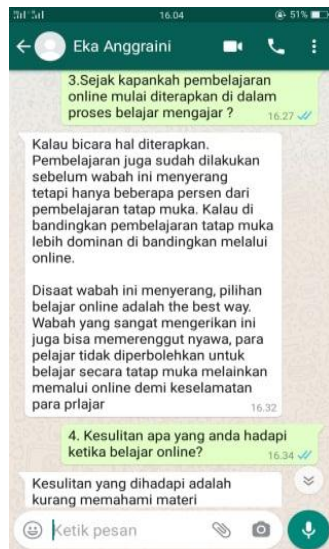 16.04
51%
Eka Anggraini
3.Sejak kapankah pembelajaran
online mulai diterapkan di dalam
proses belajar mengajar ?
16.27
Kalau bicara hal diterapkan.
Pembelajaran juga sudah dilakukan
sebelum wabah ini menyerang
tetapi hanya beberapa persen dari
pembelajaran tatap muka. Kalau di
bandingkan pembelajaran tatap muka
lebih dominan di bandingkan melalui
online.
Disaat wabah ini menyerang, pilihan
belajar online adalah the best way.
Wabah yang sangat mengerikan ini
juga bisa memerenggut nyawa, para
pelajar tidak diperbolehkan untuk
belajar secara tatap muka melainkan
memalui online demi keselamatan
para prlajar
16.32
4. Kesulitan apa yang anda hadapi
ketika belajar online?
16.34
Kesulitan yang dihadapi adalah
kurang memahami materi
Ketik pesan